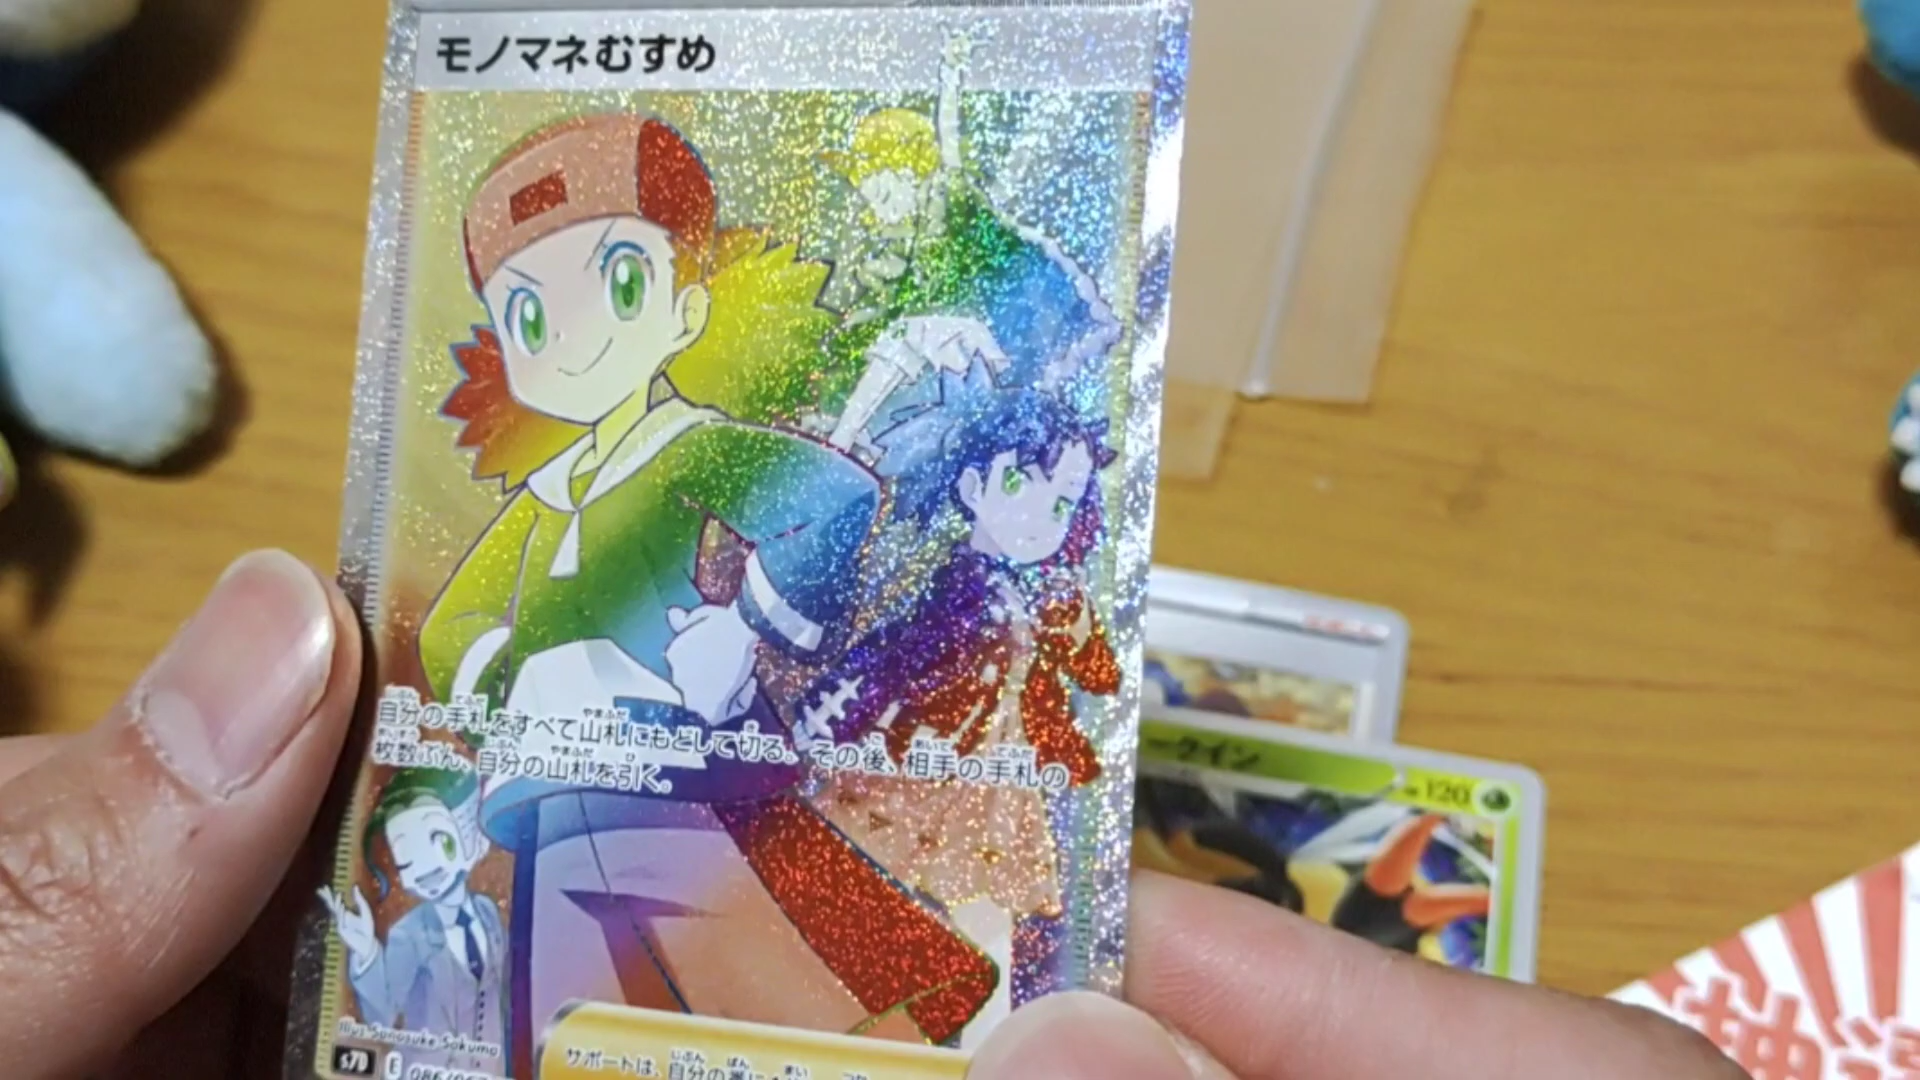 モノマネむすめ
自分の手札をすべて山札にもどして切る。その後、相手の手札の
枚数ぶん、自分の山札を引く。
Illus. Sanosuke Sakuma
s7D E 086/067
サポートは、自分の番に
クイン
120